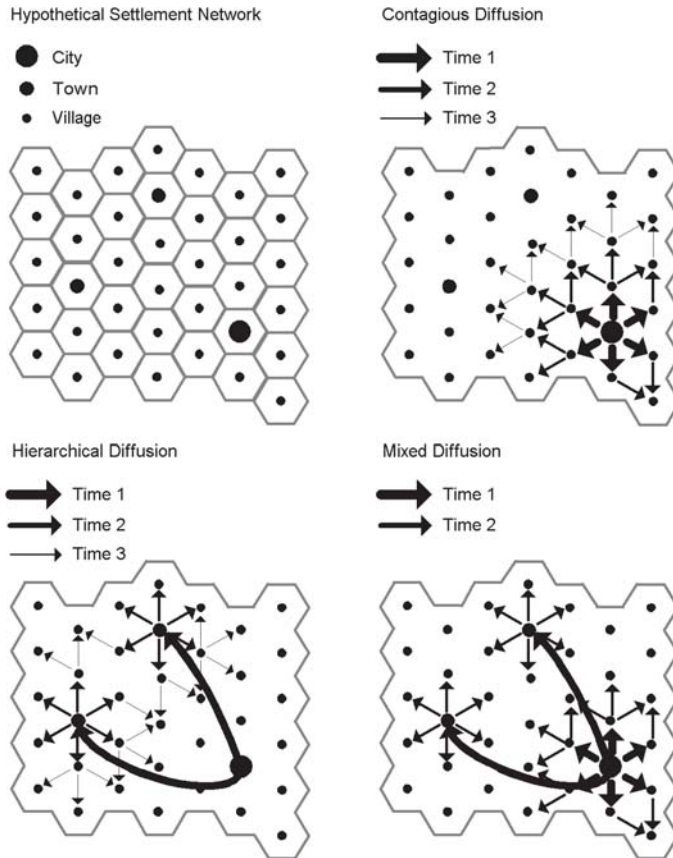 Hypothetical Settlement Network
City
Town
Village
Contagious Diffusion
Time 1
Time 2
Time 3
Hierarchical Diffusion
Time 1
Time 2
Time 3
Mixed Diffusion
Time 1
Time 2